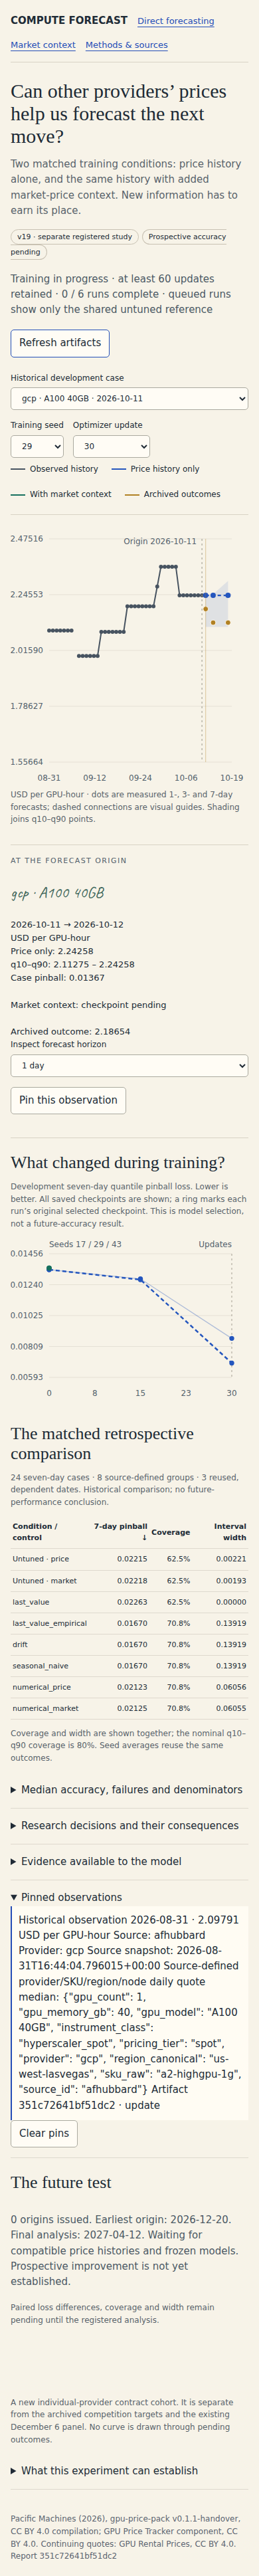 COMPUTE FORECAST Direct forecasting
Market context Methods & sources
Can other providers’ prices
help us forecast the next
move?
Two matched training conditions: price history
alone, and the same history with added
market-price context. New information has to
earn its place.
v19 · separate registered study Prospective accuracy
pending
Training in progress · at least 60 updates
retained · 0 / 6 runs complete · queued runs
show only the shared untuned reference
Refresh artifacts
Historical development case
gcp · A100 40GB · 2026-10-11
Training seed Optimizer update
29 30
Observed history Price history only
With market context Archived outcomes
2.47516
Origin 2026-10-11
2.24553
2.01590
1.78627
1.55664
08-31 09-12 09-24 10-06 10-19
USD per GPU-hour · dots are measured 1-, 3- and 7-day
forecasts; dashed connections are visual guides. Shading
joins q10–q90 points.
AT THE FORECAST ORIGIN
gcp · A100 40GB
2026-10-11 → 2026-10-12
USD per GPU-hour
Price only: 2.24258
q10–q90: 2.11275 – 2.24258
Case pinball: 0.01367
Market context: checkpoint pending
Archived outcome: 2.18654
Inspect forecast horizon
1 day
Pin this observation
What changed during training?
Development seven-day quantile pinball loss. Lower is
better. All saved checkpoints are shown; a ring marks each
run’s original selected checkpoint. This is model selection,
not a future-accuracy result.
Seeds 17 / 29 / 43 Updates
0.01456
0.01240
0.01025
0.00809
0.00593
0 8 15 23 30
The matched retrospective
comparison
24 seven-day cases · 8 source-defined groups · 3 reused,
dependent dates. Historical comparison; no future-
performance conclusion.
Condition / control 7-day pinball ↓ Coverage Interval width
Untuned · price 0.02215 62.5% 0.00221
Untuned · market 0.02218 62.5% 0.00193
last_value 0.02263 62.5% 0.00000
last_value_empirical 0.01670 70.8% 0.13919
drift 0.01670 70.8% 0.13919
seasonal_naive 0.01670 70.8% 0.13919
numerical_price 0.02123 70.8% 0.06056
numerical_market 0.02125 70.8% 0.06055
Coverage and width are shown together; the nominal q10–
q90 coverage is 80%. Seed averages reuse the same
outcomes.
Median accuracy, failures and denominators
Research decisions and their consequences
Evidence available to the model
Pinned observations
Historical observation 2026-08-31 · 2.09791
USD per GPU-hour Source: afhubbard
Provider: gcp Source snapshot: 2026-08-
31T16:44:04.796015+00:00 Source-defined
provider/SKU/region/node daily quote
median: {"gpu_count": 1,
"gpu_memory_gb": 40, "gpu_model": "A100
40GB", "instrument_class":
"hyperscaler_spot", "pricing_tier": "spot",
"provider": "gcp", "region_canonical": "us-
west-lasvegas", "sku_raw": "a2-highgpu-1g",
"source_id": "afhubbard"} Artifact
351c72641bf51dc2 · update
Clear pins
The future test
0 origins issued. Earliest origin: 2026-12-20.
Final analysis: 2027-04-12. Waiting for
compatible price histories and frozen models.
Prospective improvement is not yet
established.
Paired loss differences, coverage and width remain
pending until the registered analysis.
A new individual-provider contract cohort. It is separate
from the archived competition targets and the existing
December 6 panel. No curve is drawn through pending
outcomes.
What this experiment can establish
Pacific Machines (2026), gpu-price-pack v0.1.1-handover,
CC BY 4.0 compilation; GPU Price Tracker component, CC
BY 4.0. Continuing quotes: GPU Rental Prices, CC BY 4.0.
Report 351c72641bf51dc2